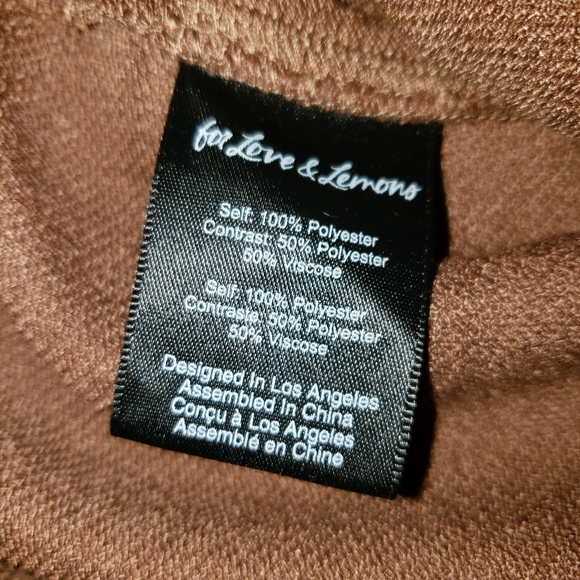 for Love & Lemons
Self: 100% Polyester
Contrast: 50% Polyester
50% Viscose
Self: 100% Polyester
Contraste: 50% Polyester
50% Viscose
Designed In Los Angeles
Assembled In China
Conçu à Los Angeles
Assemblé en Chine